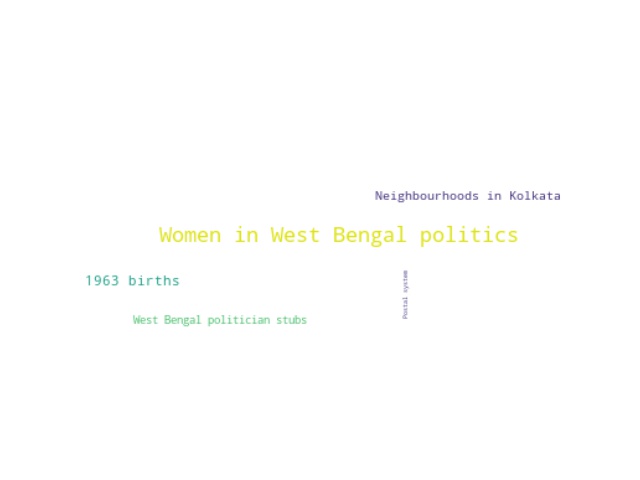 Neighbourhoods in Kolkata
Women in West Bengal politics
1963 births
Postal system
West Bengal politician stubs